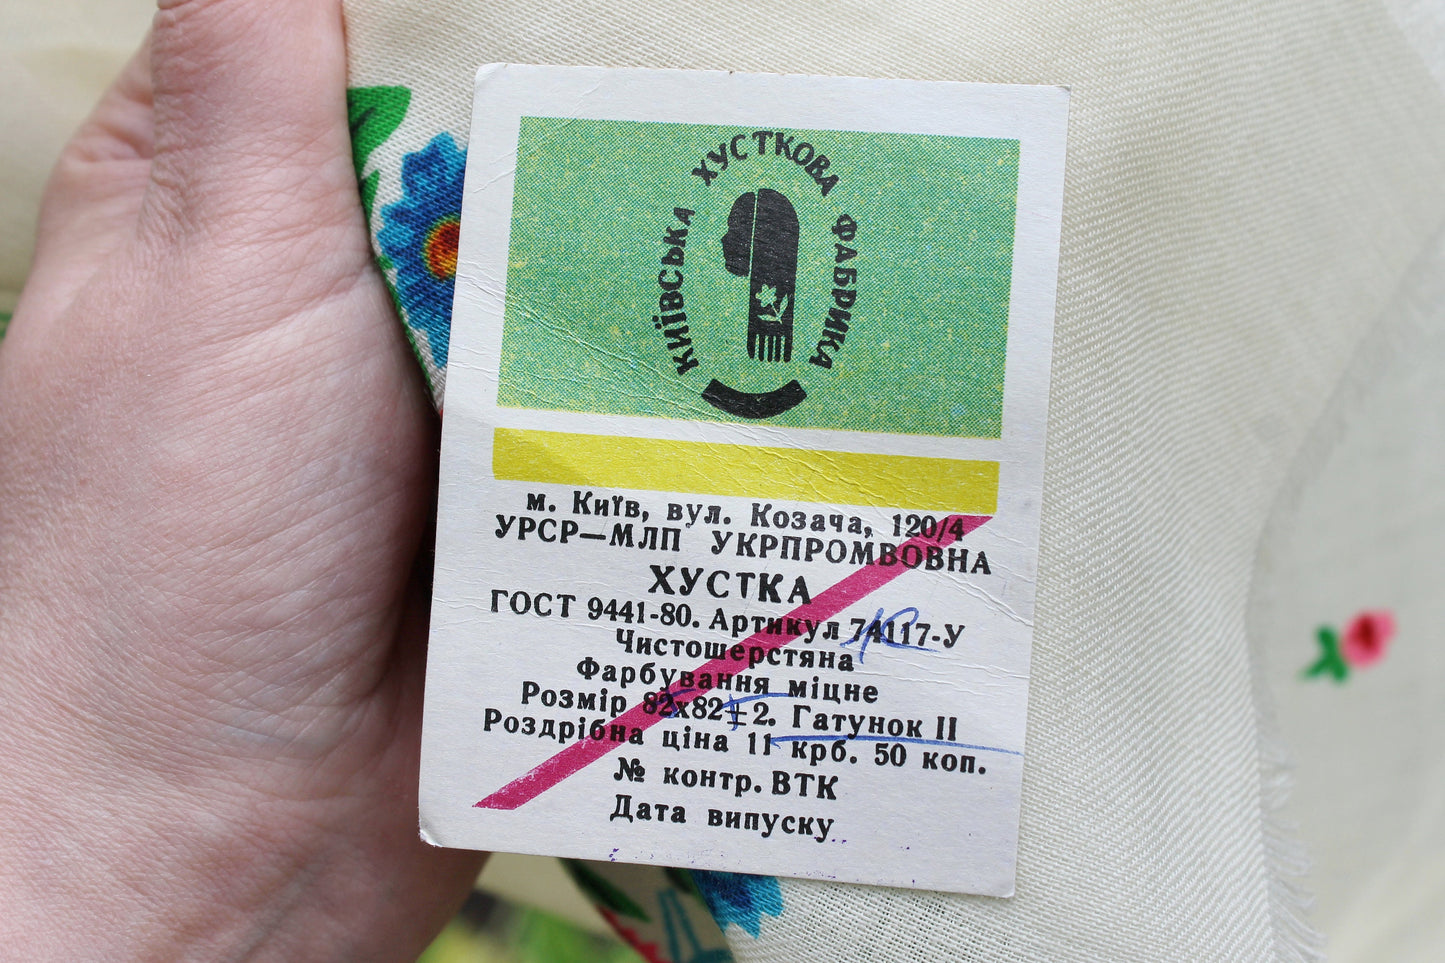 КИЇВСЬКА ХУСТКОВА ФАБРИКА
м. Київ, вул. Козача, 120/4
УРСР—МЛП УКРПРОМВОВНА
ХУСТКА
ГОСТ 9441-80. Артикул 74117-У
Чистошерстяна
Фарбування міцне
Розмір 82х82±2. Гатунок II
Роздрібна ціна 11 крб. 50 коп.
№ контр. ВТК
Дата випуску